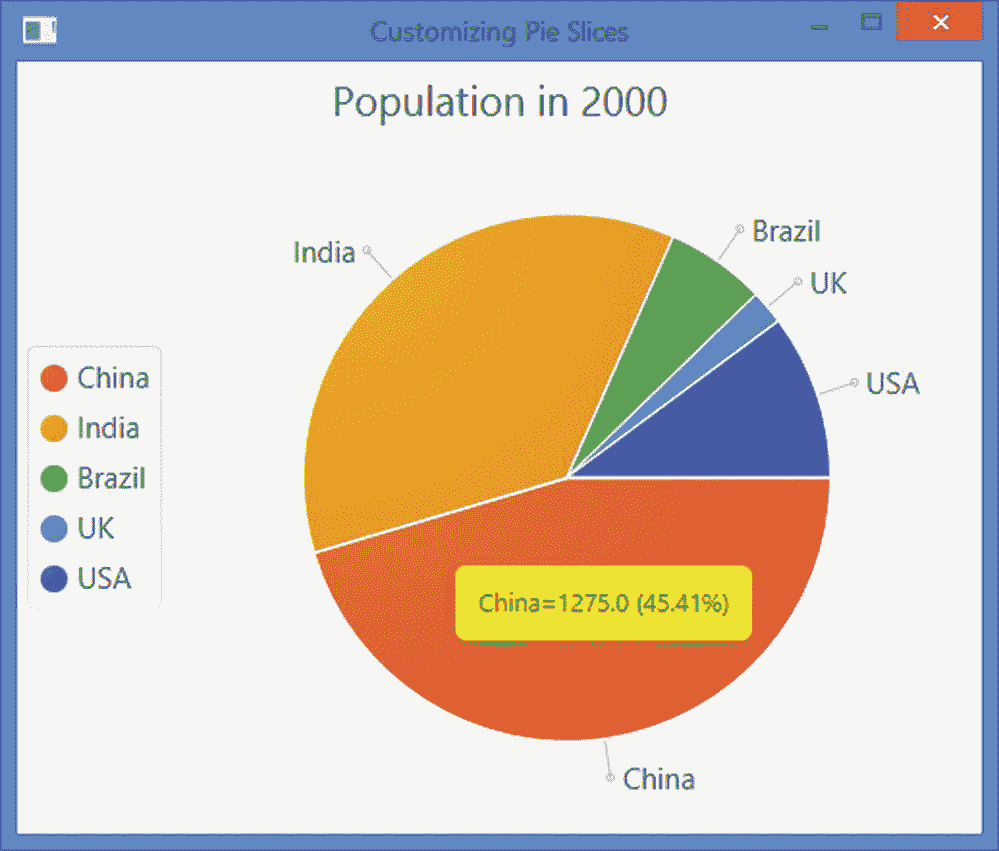 Customizing Pie Slices
Population in 2000
India
Brazil
UK
USA
China
India
Brazil
UK
USA
China=1275.0 (45.41%)
China